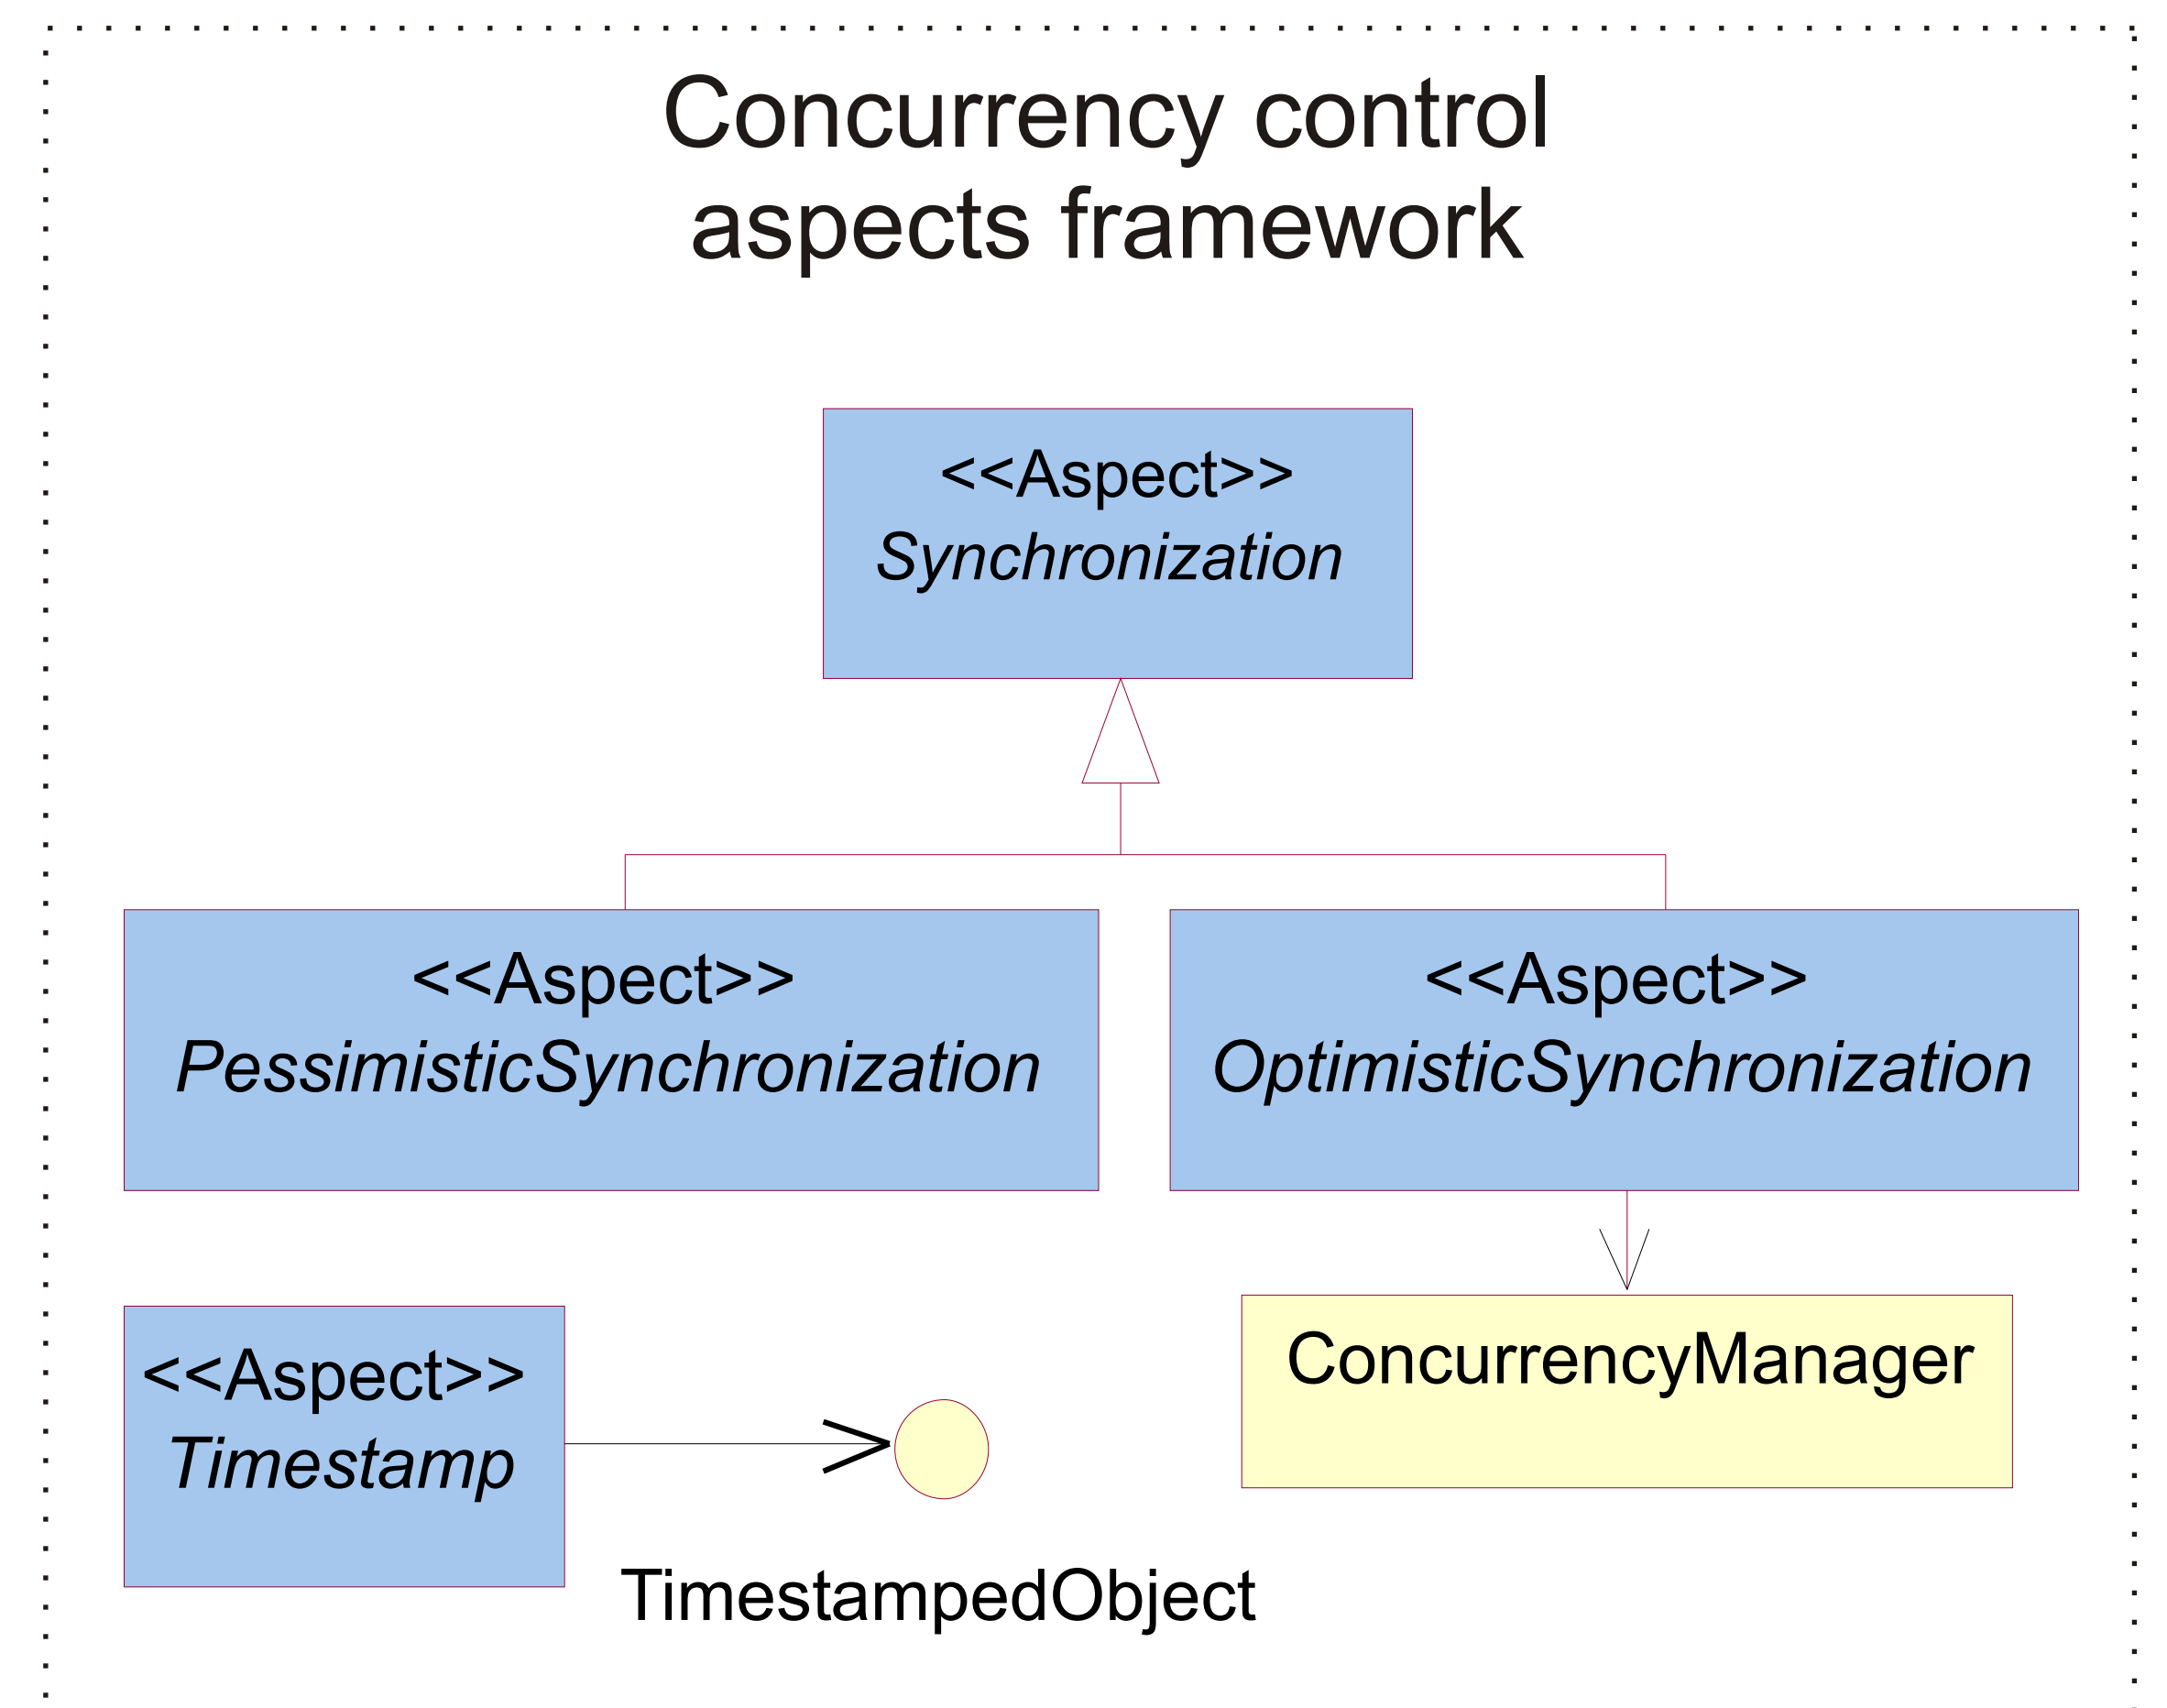 Concurrency control
aspects framework
<<Aspect>>
Synchronization
<<Aspect>>
PessimisticSynchronization
<<Aspect>>
OptimisticSynchronization
<<Aspect>>
Timestamp
ConcurrencyManager
TimestampedObject